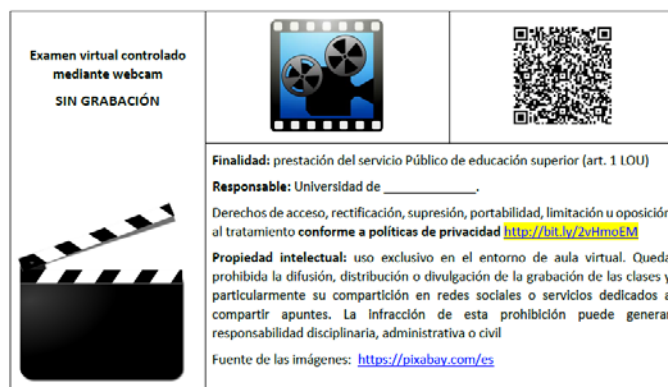 Examen virtual controlado
mediante webcam
SIN GRABACIÓN
Finalidad: prestación del servicio Público de educación superior (art. 1 LOU)
Responsable: Universidad de ______________.
Derechos de acceso, rectificación, supresión, portabilidad, limitación u oposición
al tratamiento conforme a políticas de privacidad http://bit.ly/2vHmoEM
Propiedad intelectual: uso exclusivo en el entorno de aula virtual. Queda
prohibida la difusión, distribución o divulgación de la grabación de las clases y
particularmente su compartición en redes sociales o servicios dedicados a
compartir apuntes. La infracción de esta prohibición puede generar
responsabilidad disciplinaria, administrativa o civil
Fuente de las imágenes: https://pixabay.com/es